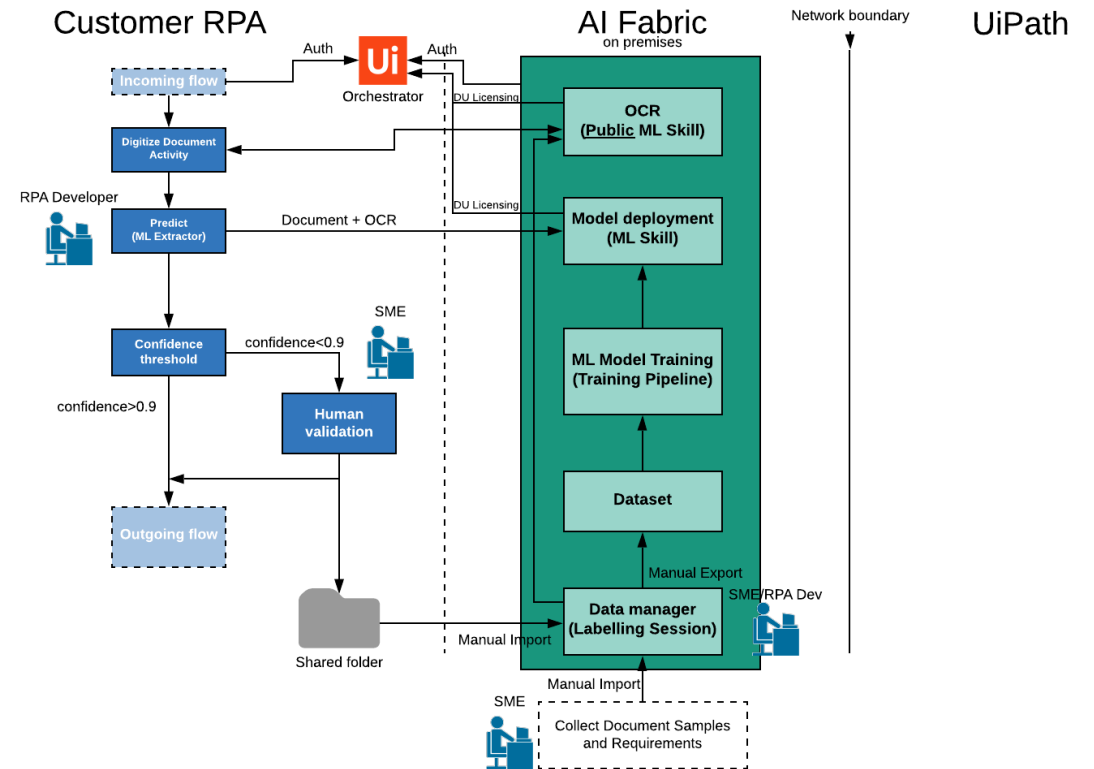 Customer RPA
AI Fabric
on premises
Network boundary
UiPath
Auth
Auth
Ui
Orchestrator
Incoming flow
DU Licensing
OCR
(Public ML Skill)
Digitize Document
Activity
RPA Developer
Predict
(ML Extractor)
Document + OCR
DU Licensing
Model deployment
(ML Skill)
SME
Confidence
threshold
confidence<0.9
ML Model Training
(Training Pipeline)
confidence>0.9
Human
validation
Dataset
Outgoing flow
Manual Export
SME/RPA Dev
Data manager
(Labelling Session)
Manual Import
Shared folder
Manual Import
SME
Collect Document Samples
and Requirements